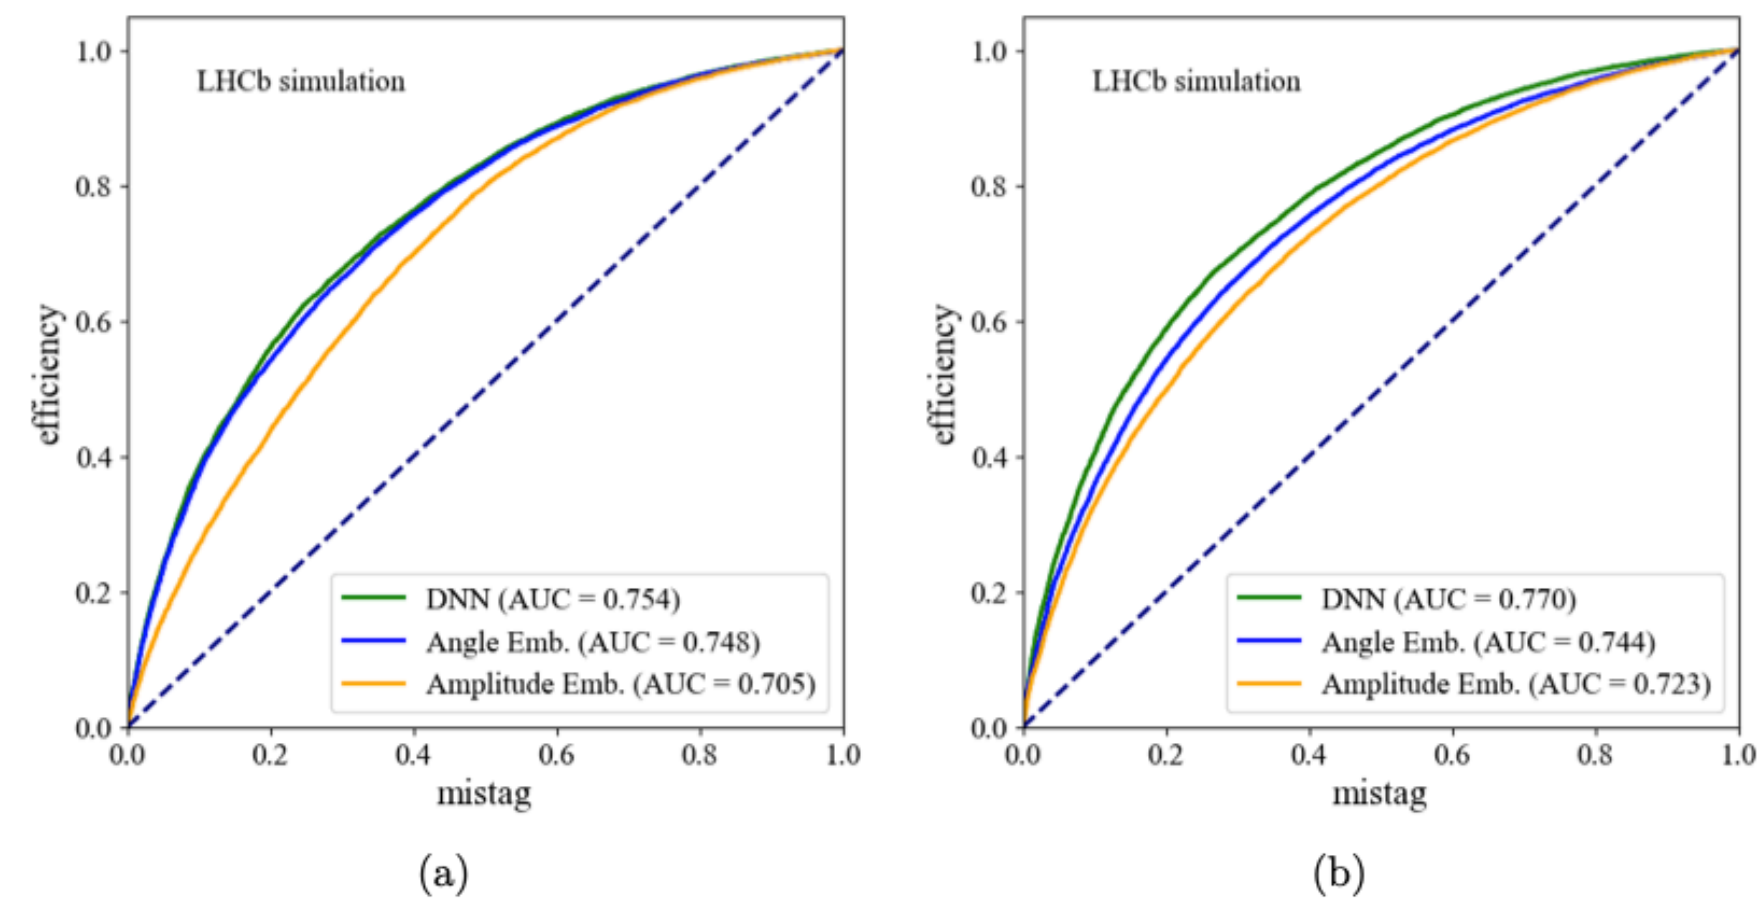 LHCb simulation
efficiency
1.0
0.8
0.6
0.4
0.2
0.0
DNN (AUC = 0.754)
Angle Emb. (AUC = 0.748)
Amplitude Emb. (AUC = 0.705)
0.0 0.2 0.4 0.6 0.8 1.0
mistag
(a)
LHCb simulation
efficiency
1.0
0.8
0.6
0.4
0.2
0.0
DNN (AUC = 0.770)
Angle Emb. (AUC = 0.744)
Amplitude Emb. (AUC = 0.723)
0.0 0.2 0.4 0.6 0.8 1.0
mistag
(b)